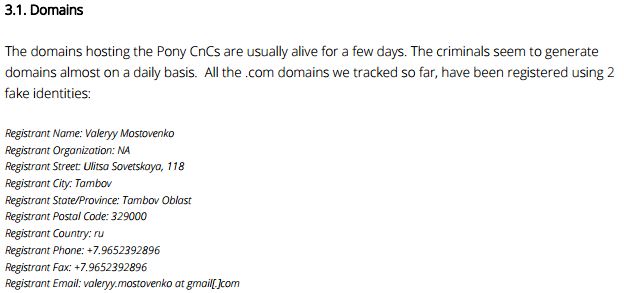 3.1. Domains
The domains hosting the Pony CnCs are usually alive for a few days. The criminals seem to generate
domains almost on a daily basis.  All the .com domains we tracked so far, have been registered using 2
fake identities:
Registrant Name: Valeryy Mostovenko
Registrant Organization: NA
Registrant Street: Ulitsa Sovetskaya, 118
Registrant City: Tambov
Registrant State/Province: Tambov Oblast
Registrant Postal Code: 329000
Registrant Country: ru
Registrant Phone: +7.9652392896
Registrant Fax: +7.9652392896
Registrant Email: valeryy.mostovenko at gmail[.]com